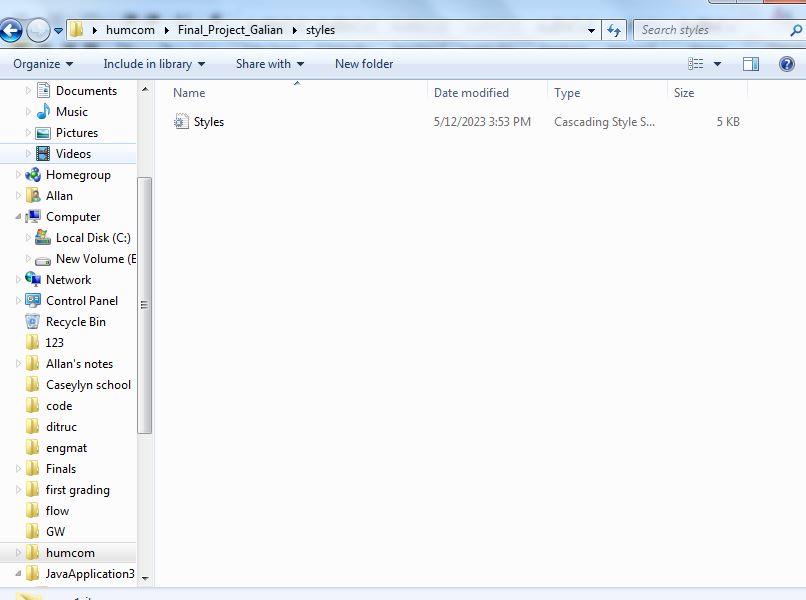 humcom Final_Project_Galian styles Search styles
Organize Include in library Share with New folder
Documents
Music
Pictures
Videos
Homegroup
Allan
Computer
Local Disk (C:)
New Volume (E
Network
Control Panel
Recycle Bin
123
Allan's notes
Caseylyn school
code
ditruc
engmat
Finals
first grading
flow
GW
humcom
JavaApplication3
Name Date modified Type Size
Styles 5/12/2023 3:53 PM Cascading Style S... 5 KB